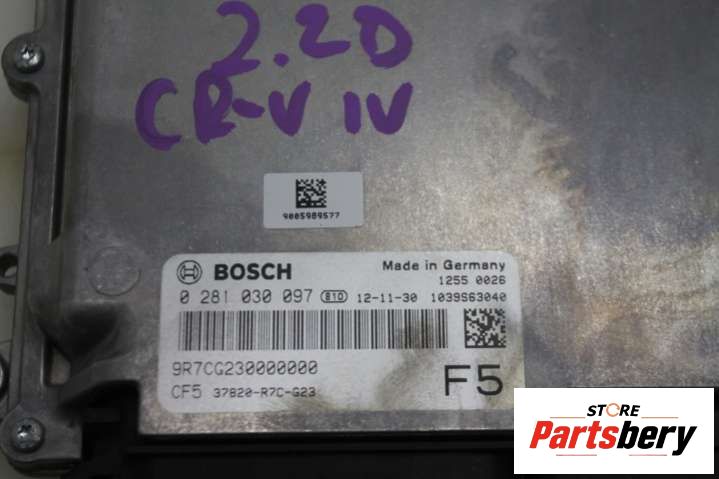 2.2D
CR-V IV
9005989577
BOSCH Made in Germany
1255 0026
0 281 030 097 e10 12-11-30 1039S63040
9R7CG230000000
CF5 37820-R7C-G23 F5
STORE
Partsbery